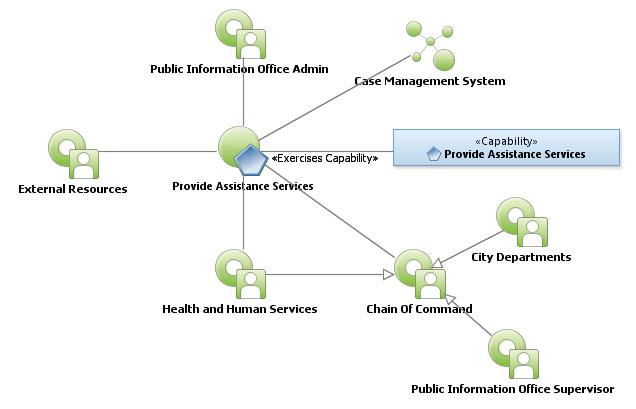 Public Information Office Admin
Case Management System
«Exercises Capability»
«Capability»
Provide Assistance Services
External Resources
Provide Assistance Services
City Departments
Health and Human Services
Chain Of Command
Public Information Office Supervisor